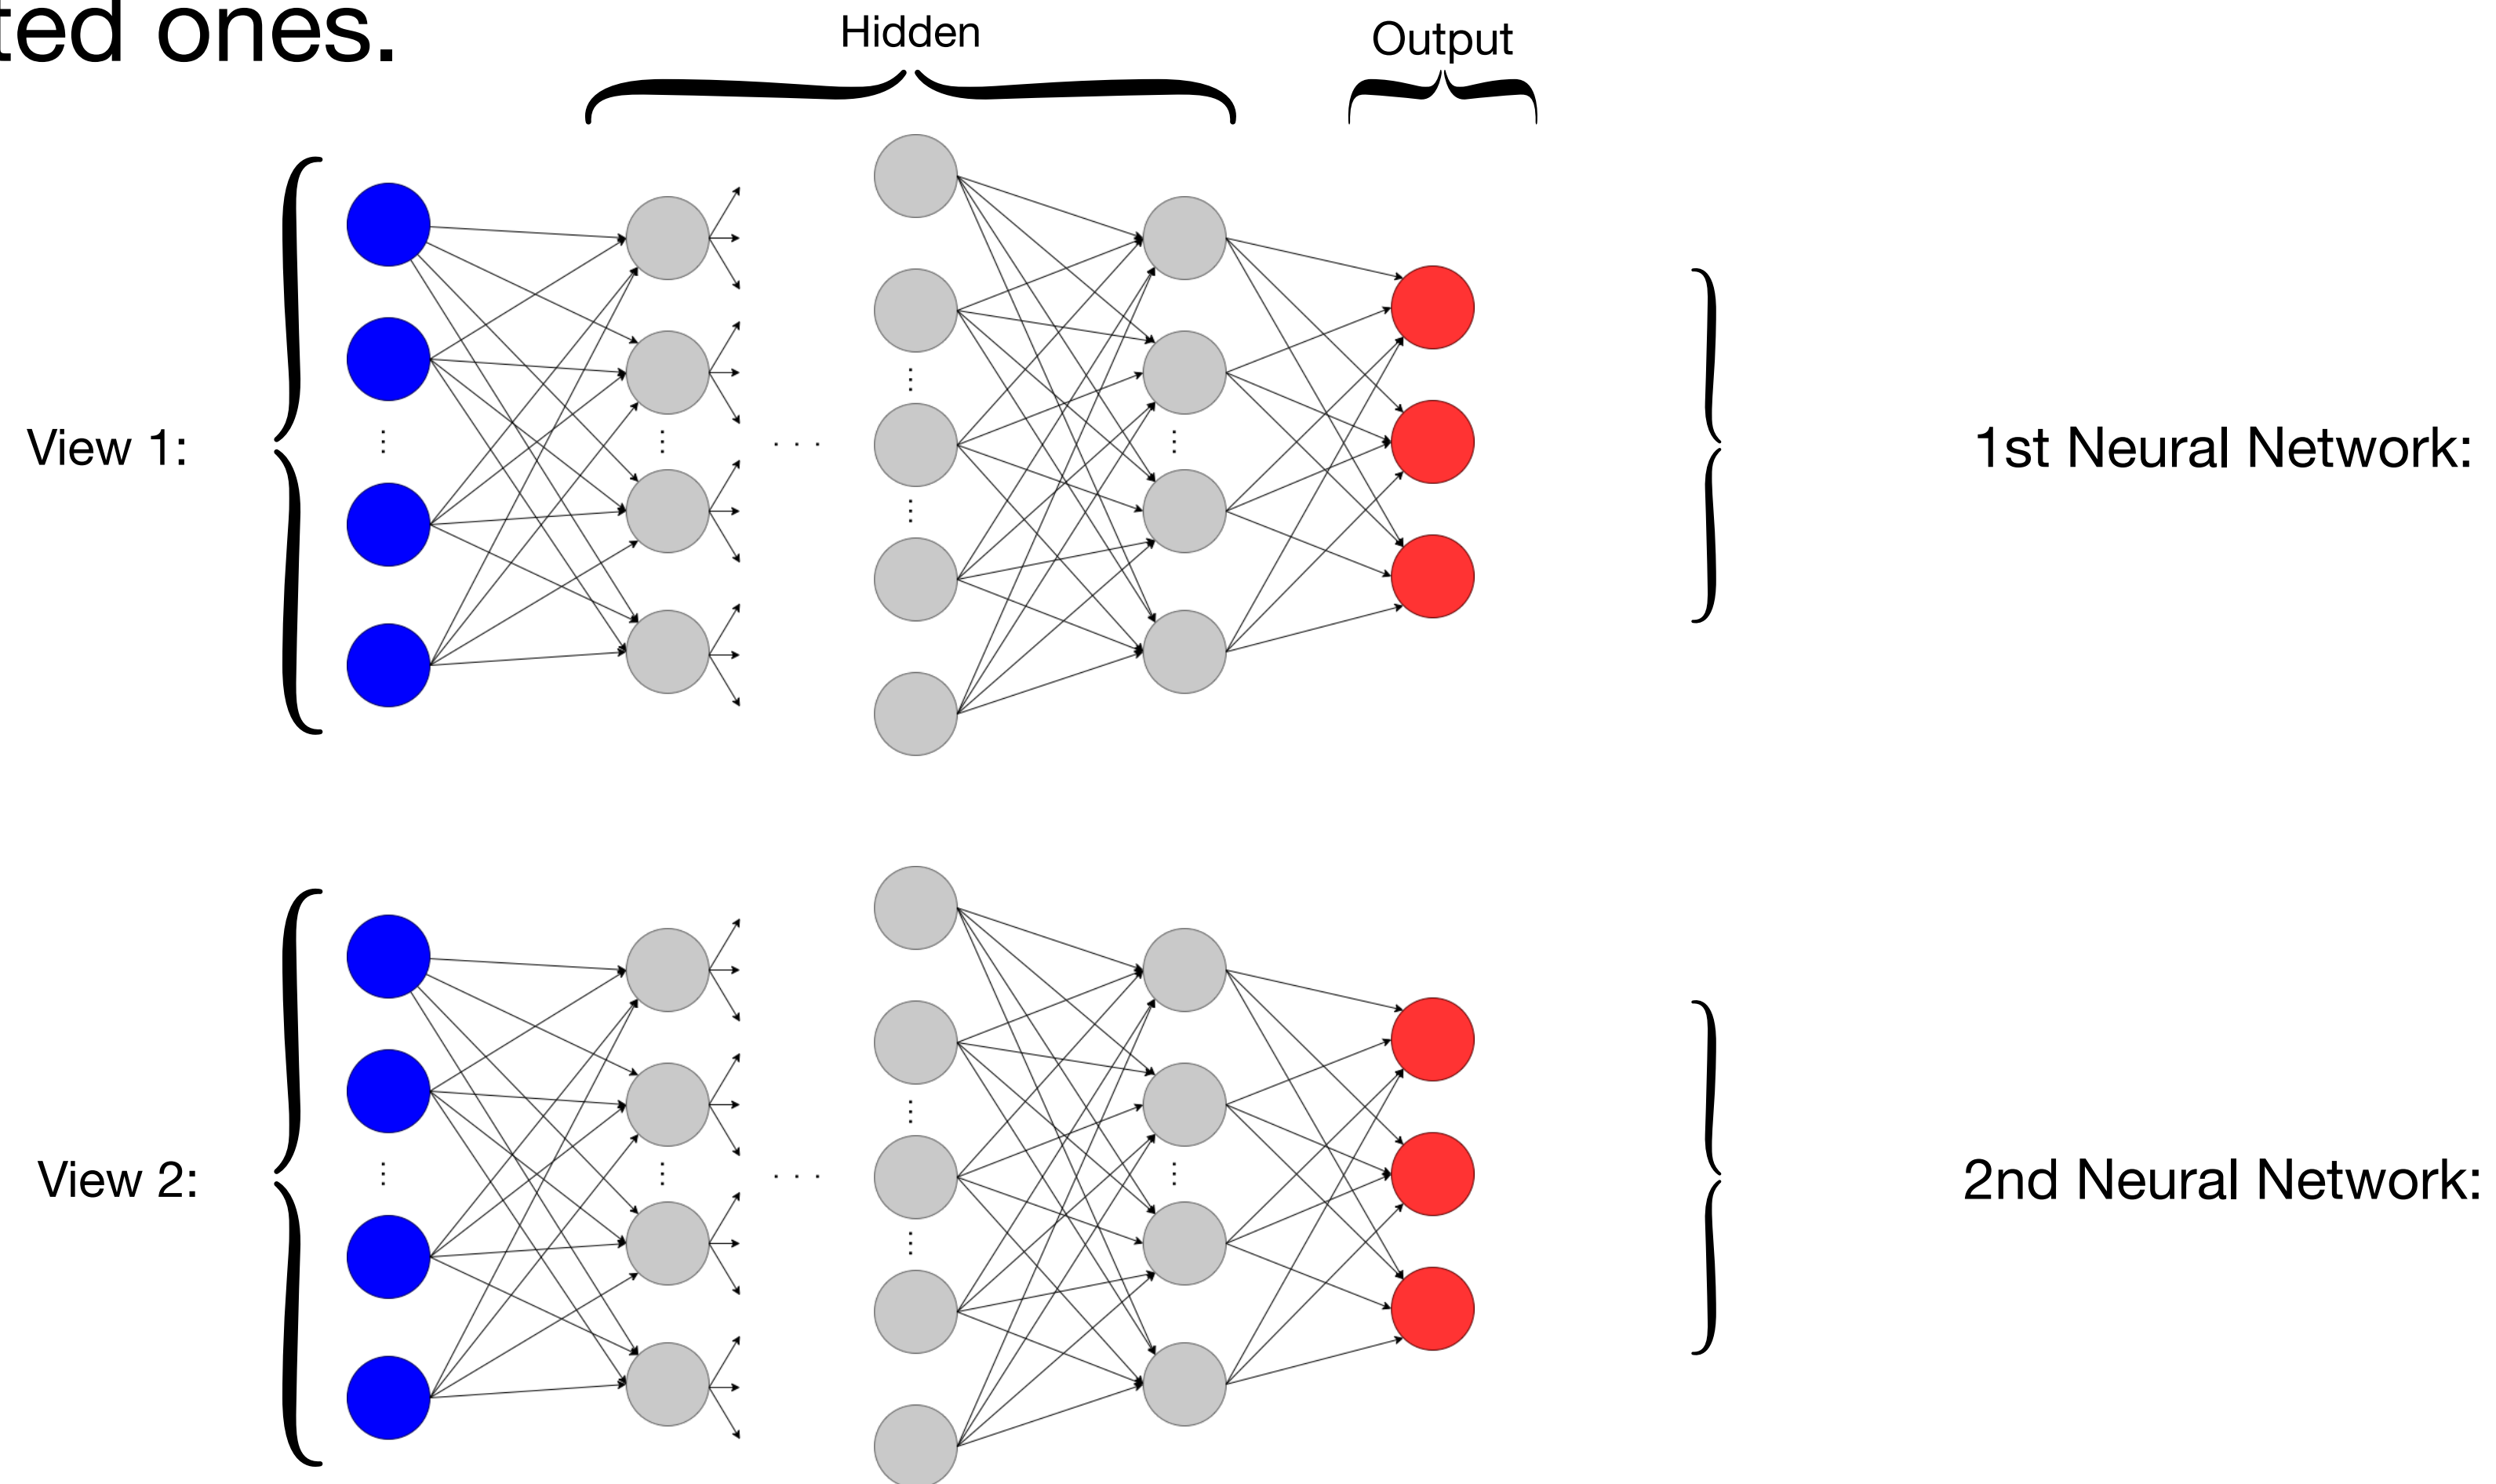 ted ones.
Hidden
Output
View 1:
1st Neural Network:
View 2:
2nd Neural Network: